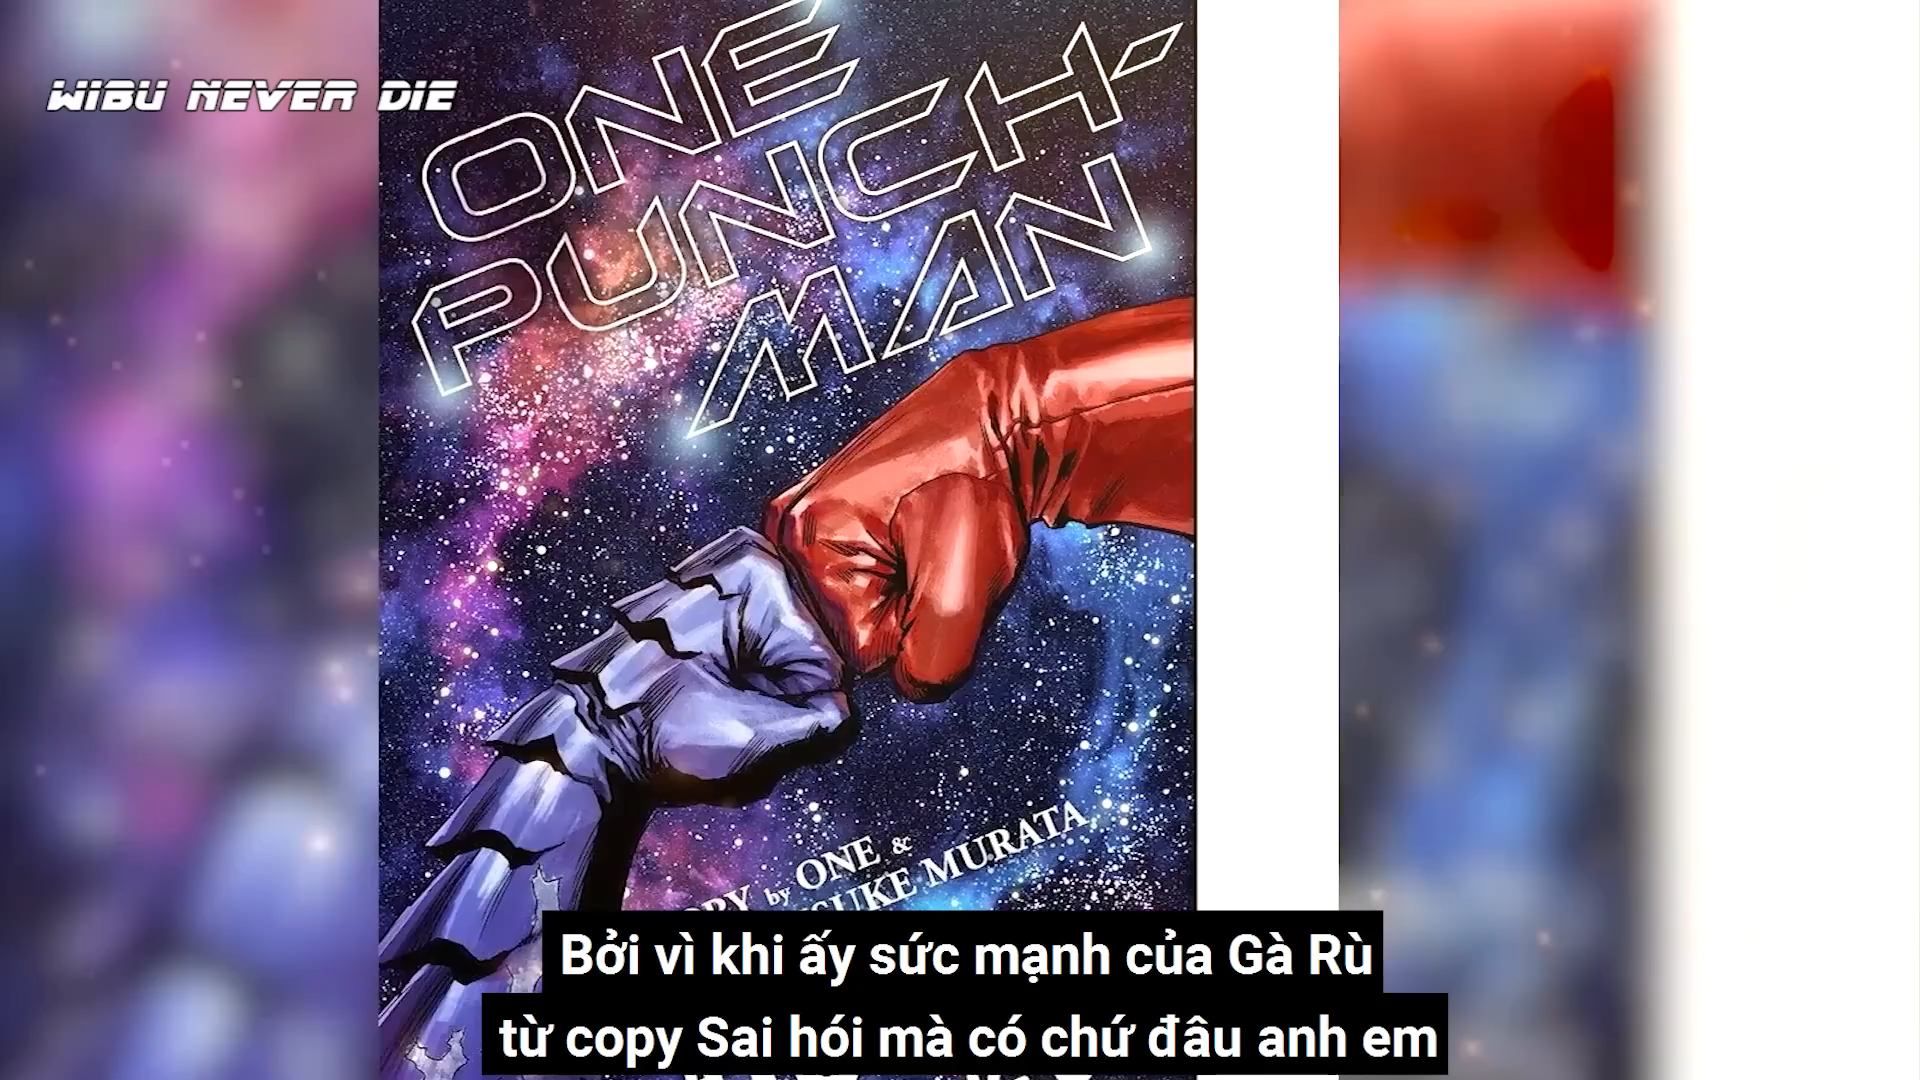 WIBU NEVER DIE
ONE
PUNCH-
MAN
by ONE &
MURATA
Bởi vì khi ấy sức mạnh của Gà Rù
từ copy Sai hói mà có chứ đâu anh em